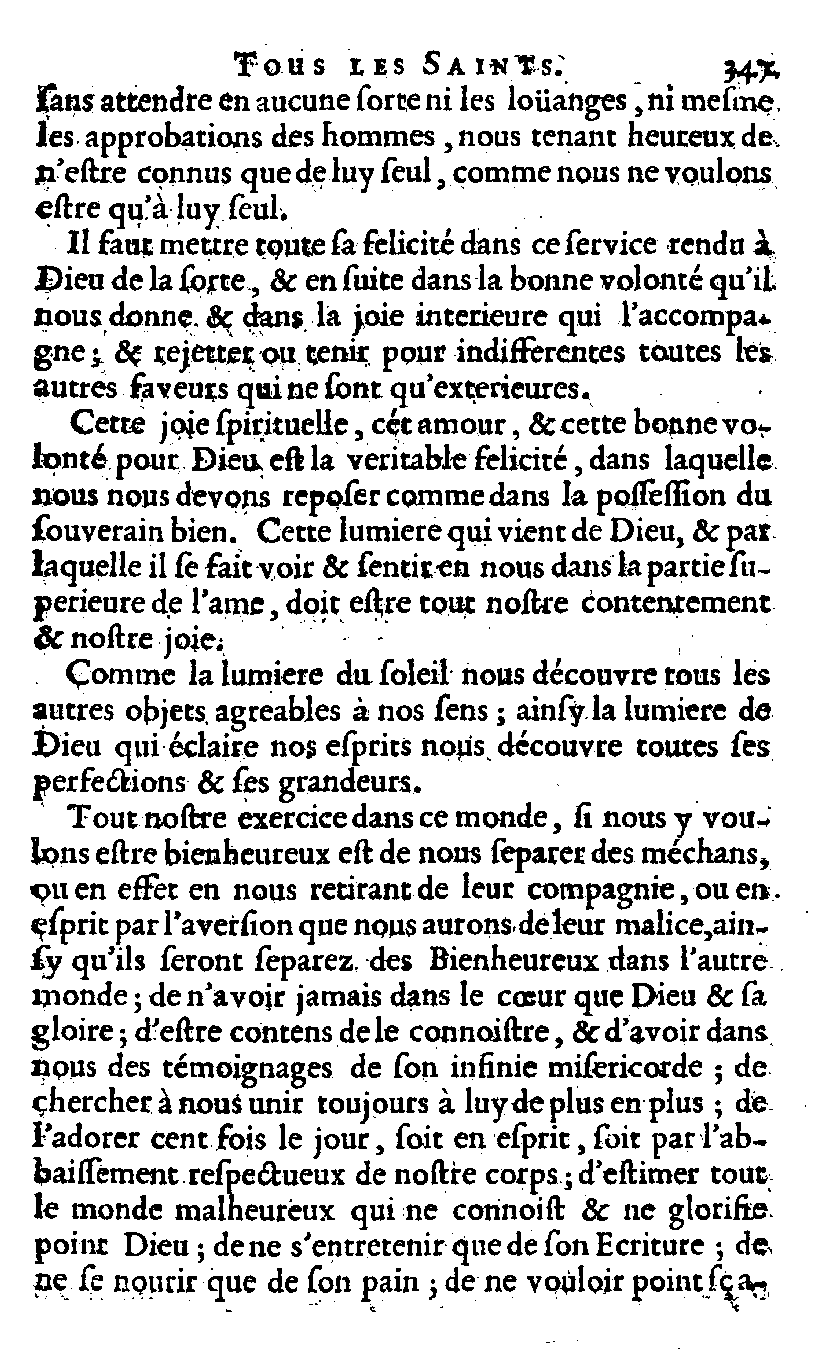 TOUS LES SAINTS. 347
ſans attendre en aucune ſorte ni les loüanges, ni meſme
les approbations des hommes, nous tenant heureux de
n'eſtre connus que de luy ſeul, comme nous ne voulons
eſtre qu'à luy ſeul.
Il faut mettre toute ſa felicité dans ce ſervice rendu à
Dieu de la ſorte, & en ſuite dans la bonne volonté qu'il
nous donne & dans la joie interieure qui l'accompa-
gne; & rejetter ou tenir pour indifferentes toutes les
autres faveurs qui ne ſont qu'exterieures.
Cette joie ſpirituelle, cét amour, & cette bonne vo-
lonté pour Dieu eſt la veritable felicité, dans laquelle
nous nous devons repoſer comme dans la poſſeſſion du
ſouverain bien. Cette lumiere qui vient de Dieu, & par
laquelle il ſe fait voir & ſentir en nous dans la partie ſu-
perieure de l'ame, doit eſtre tout noſtre contentement
& noſtre joie.
Comme la lumiere du ſoleil nous découvre tous les
autres objets agreables à nos ſens; ainſy la lumiere de
Dieu qui éclaire nos eſprits nous découvre toutes ſes
perfections & ſes grandeurs.
Tout noſtre exercice dans ce monde, ſi nous y vou-
lons eſtre bienheureux eſt de nous ſeparer des méchans,
ou en effet en nous retirant de leur compagnie, ou en
eſprit par l'averſion que nous aurons de leur malice, ain-
ſy qu'ils ſeront ſeparez des Bienheureux dans l'autre
monde; de n'avoir jamais dans le cœur que Dieu & ſa
gloire; d'eſtre contens de le connoiſtre, & d'avoir dans
nous des témoignages de ſon infinie miſericorde; de
chercher à nous unir toujours à luy de plus en plus; de
l'adorer cent fois le jour, ſoit en eſprit, ſoit par l'ab-
baiſſement reſpectueux de noſtre corps; d'eſtimer tout
le monde malheureux qui ne connoiſt & ne glorifie
point Dieu; de ne s'entretenir que de ſon Ecriture; de
ne ſe nourir que de ſon pain; de ne vouloir point ſça-